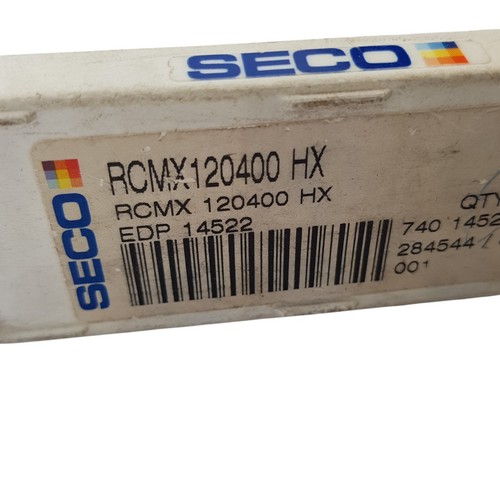 SECO
SECO
RCMX120400 HX
RCMX 120400 HX
EDP 14522
QTY
740 1452
284544
001